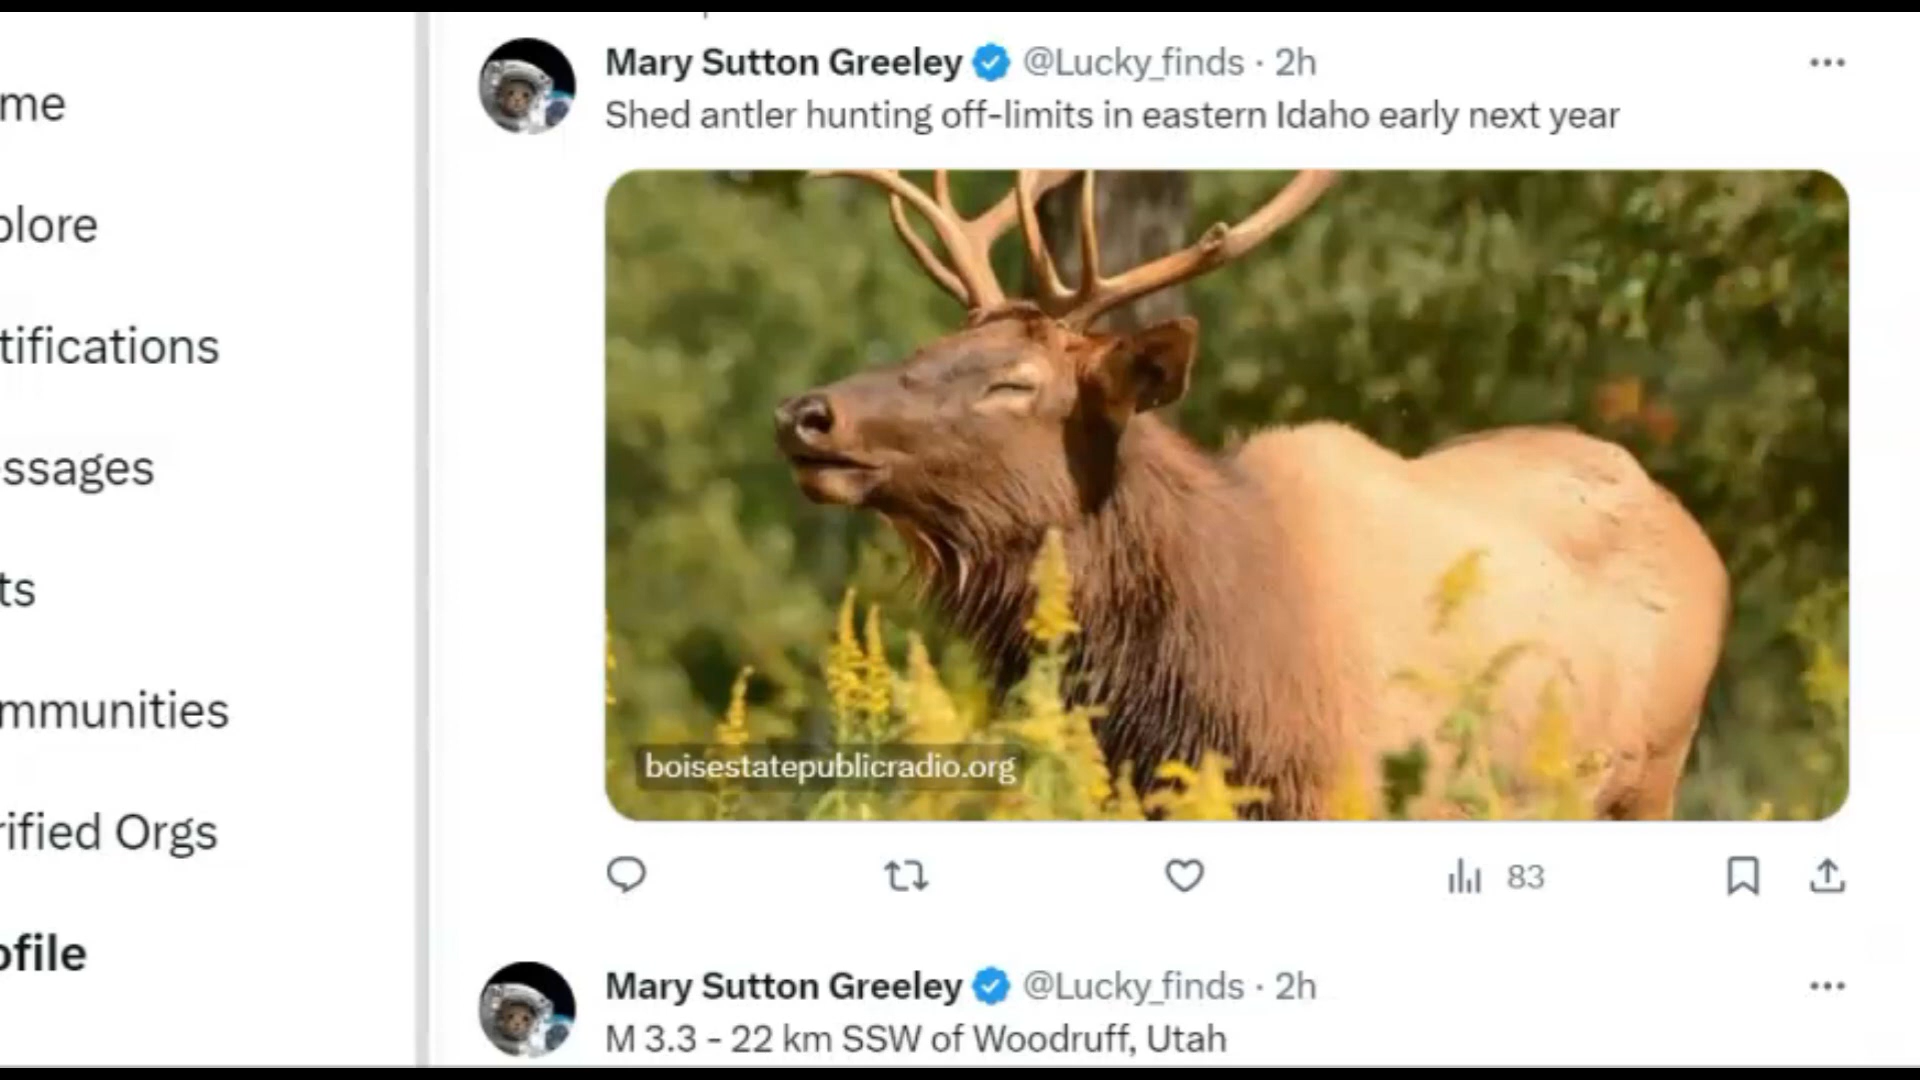 me
plore
tifications
ssages
ts
mmunities
rified Orgs
ofile
Mary Sutton Greeley @Lucky_finds · 2h
Shed antler hunting off-limits in eastern Idaho early next year
boisestatepublicradio.org
83
Mary Sutton Greeley @Lucky_finds · 2h
M 3.3 - 22 km SSW of Woodruff, Utah